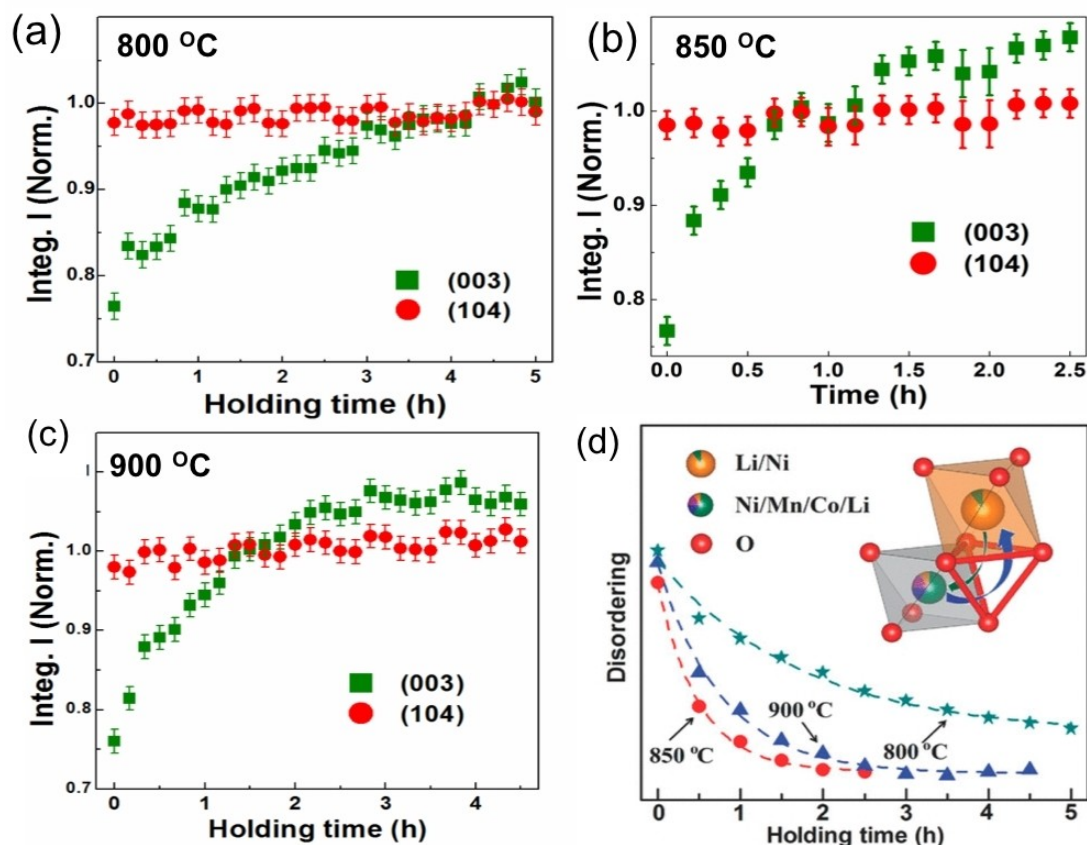 (a)
800 °C
Integ. I (Norm.)
1.0
0.9
0.8
0.7
(003)
(104)
0 1 2 3 4 5
Holding time (h)
(b)
850 °C
Integ. I (Norm.)
1.0
0.9
0.8
(003)
(104)
0.0 0.5 1.0 1.5 2.0 2.5
Time (h)
(c)
900 °C
Integ. I (Norm.)
1.0
0.9
0.8
0.7
(003)
(104)
0 1 2 3 4
Holding time (h)
(d)
Li/Ni
Ni/Mn/Co/Li
O
Disordering
900 °C
850 °C
800 °C
0 1 2 3 4 5
Holding time (h)